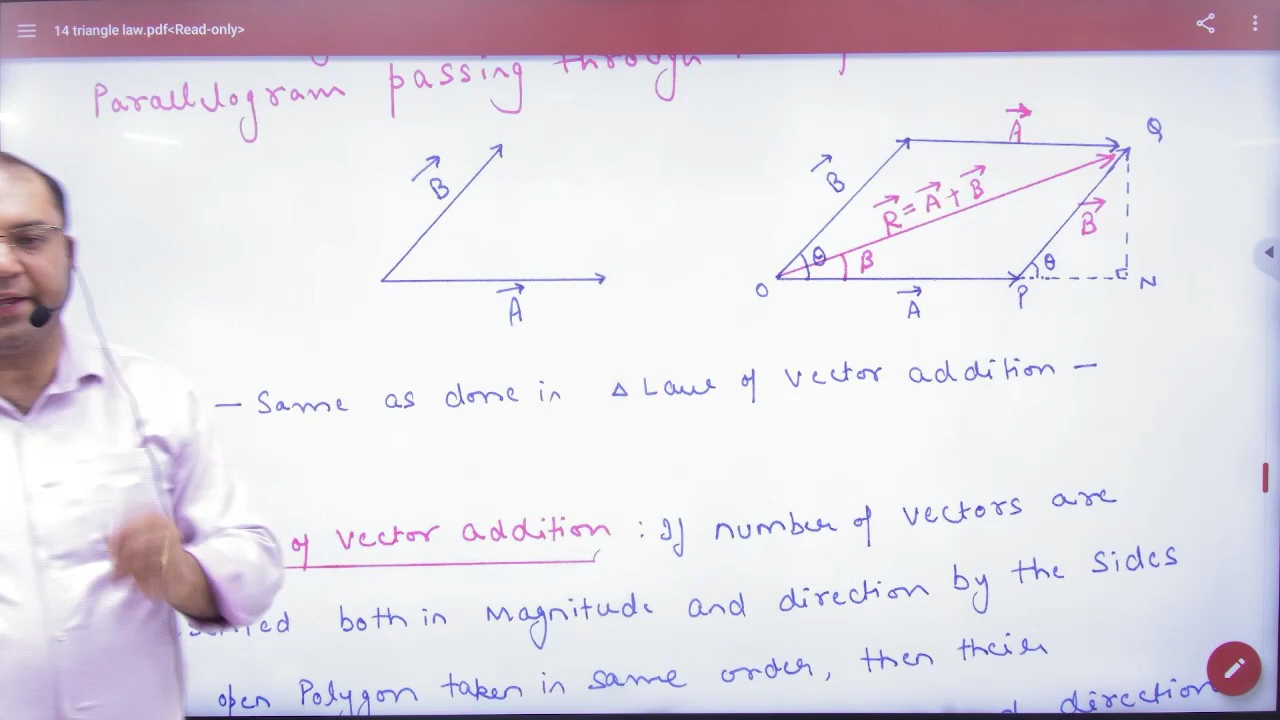 14 triangle law.pdf<Read-only>
Parallelogram passing through
B
A
A
Q
B
R = A + B
B
θ
β
θ
O
A
P
N
— Same as done in Δ Law of vector addition —
of vector addition : If number of vectors are
both in Magnitude and direction by the sides
open Polygon taken in same order, then their
direction